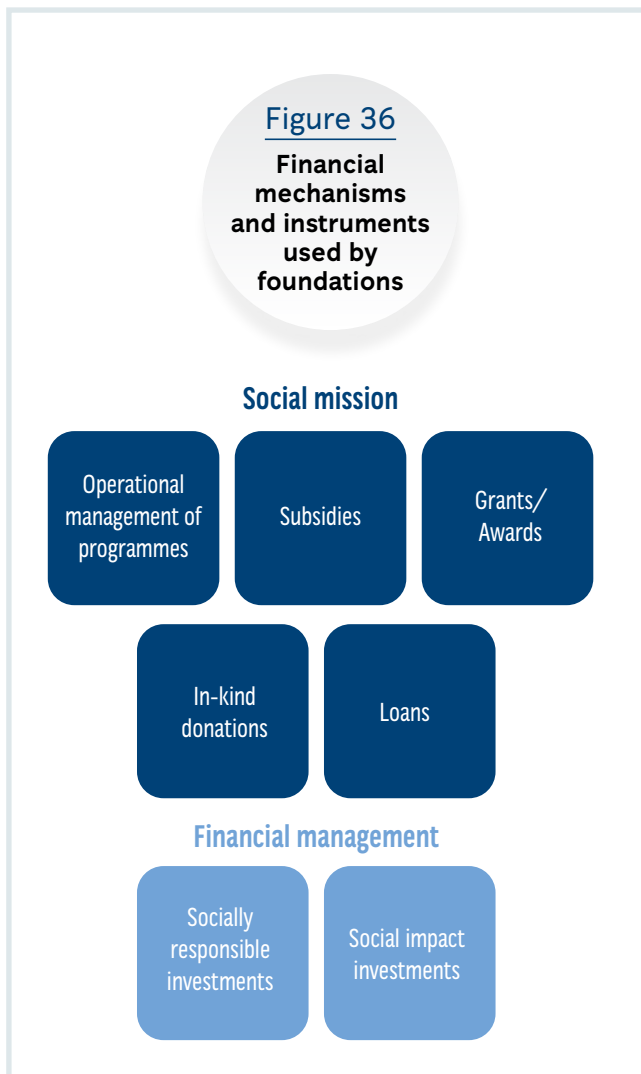 Figure 36
Financial
mechanisms
and instruments
used by
foundations
Social mission
Operational
management of
programmes
Subsidies
Grants/
Awards
In-kind
donations
Loans
Financial management
Socially
responsible
investments
Social impact
investments